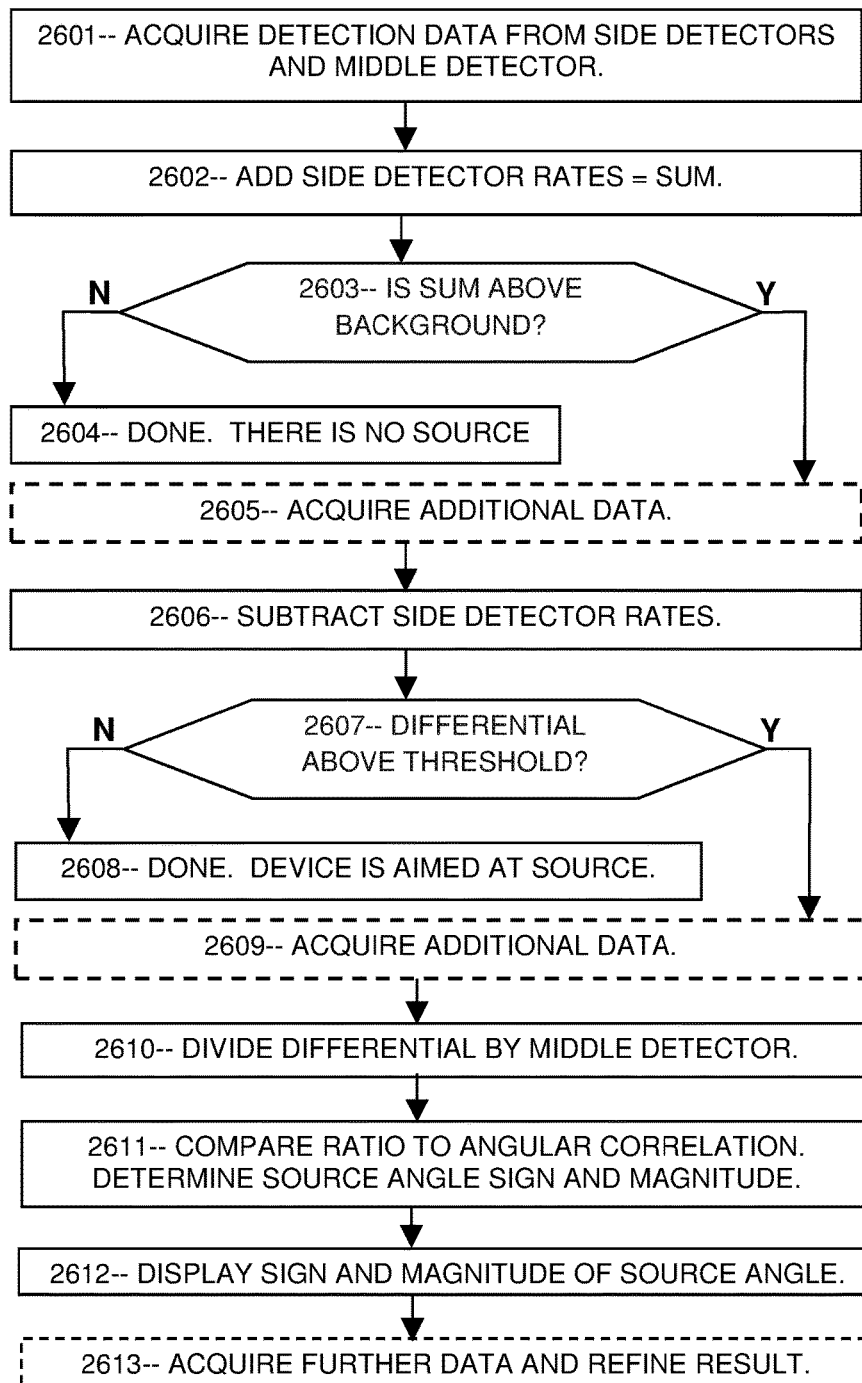 2601-- ACQUIRE DETECTION DATA FROM SIDE DETECTORS
AND MIDDLE DETECTOR.
2602-- ADD SIDE DETECTOR RATES = SUM.
N
2603-- IS SUM ABOVE
BACKGROUND?
Y
2604-- DONE. THERE IS NO SOURCE
2605-- ACQUIRE ADDITIONAL DATA.
2606-- SUBTRACT SIDE DETECTOR RATES.
N
2607-- DIFFERENTIAL
ABOVE THRESHOLD?
Y
2608-- DONE. DEVICE IS AIMED AT SOURCE.
2609-- ACQUIRE ADDITIONAL DATA.
2610-- DIVIDE DIFFERENTIAL BY MIDDLE DETECTOR.
2611-- COMPARE RATIO TO ANGULAR CORRELATION.
DETERMINE SOURCE ANGLE SIGN AND MAGNITUDE.
2612-- DISPLAY SIGN AND MAGNITUDE OF SOURCE ANGLE.
2613-- ACQUIRE FURTHER DATA AND REFINE RESULT.